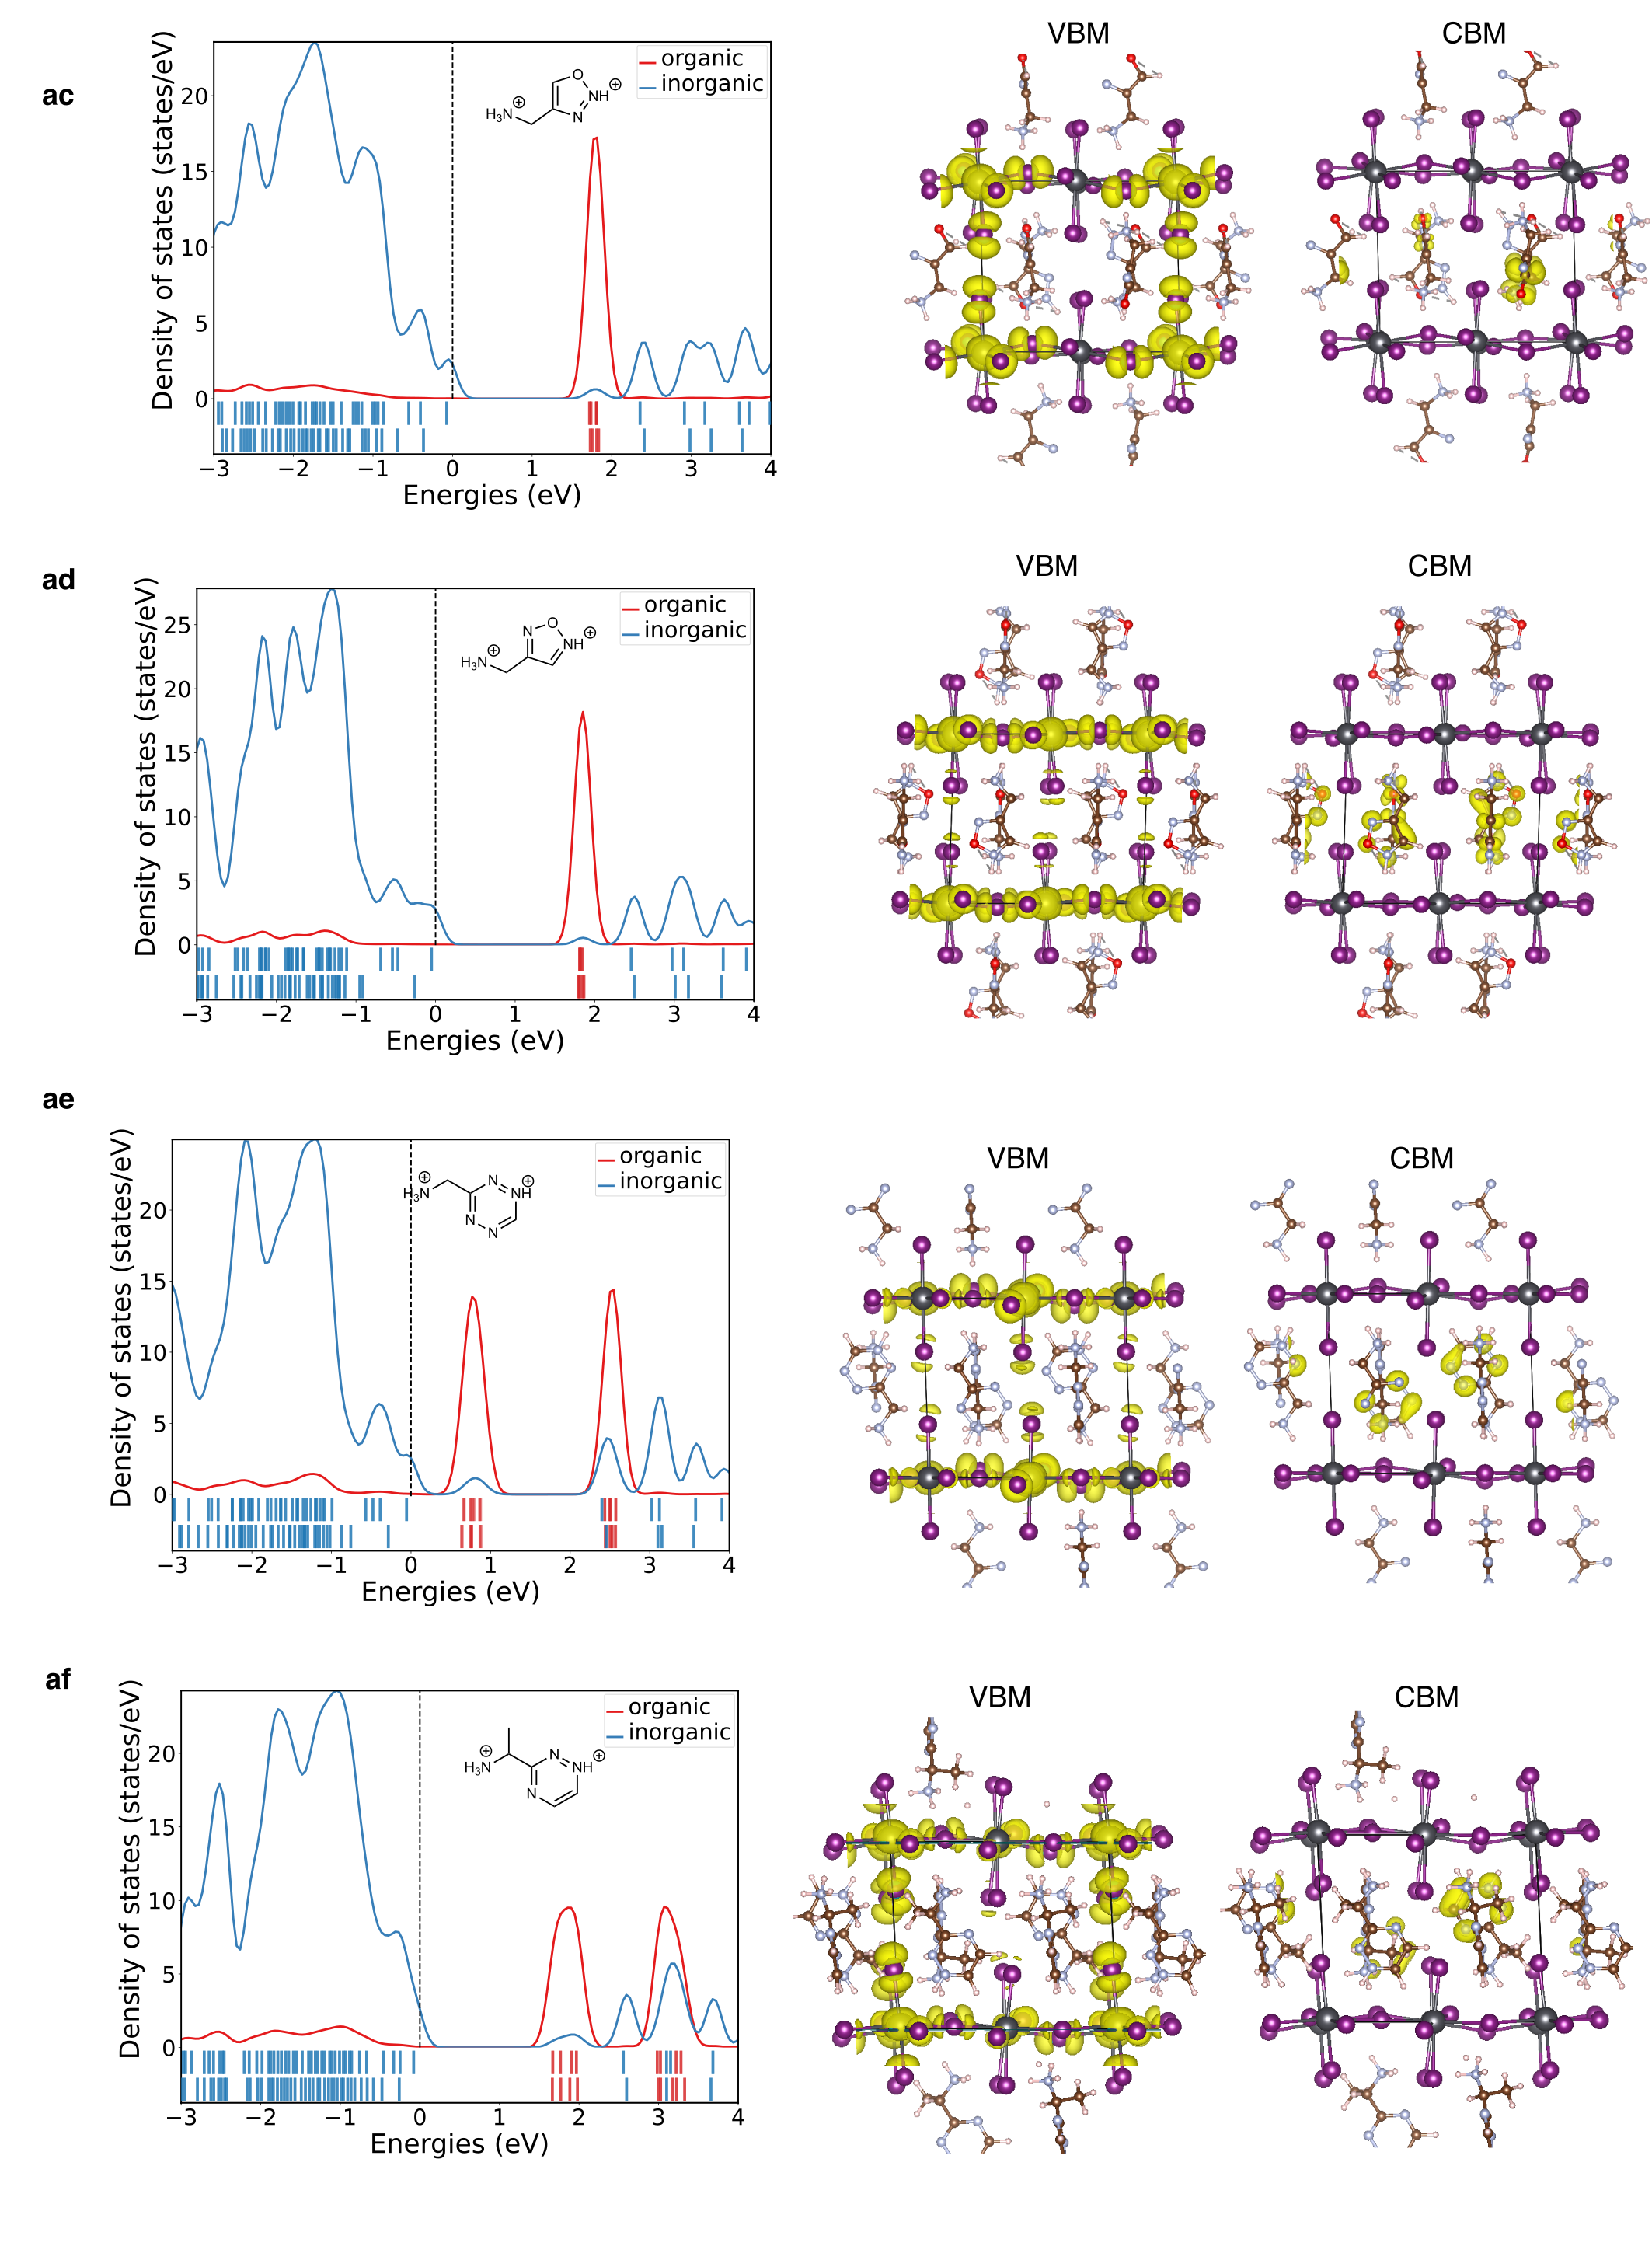 ac
VBM
CBM
organic
inorganic
O
NH
⊕
N
H₃N
⊕
Density of states (states/eV)
20
15
10
5
0
−3 −2 −1 0 1 2 3 4
Energies (eV)
ad
VBM
CBM
organic
inorganic
N
O
NH
⊕
H₃N
⊕
Density of states (states/eV)
25
20
15
10
5
0
−3 −2 −1 0 1 2 3 4
Energies (eV)
ae
VBM
CBM
organic
inorganic
⊕
H₃N
N
NH
⊕
N
N
Density of states (states/eV)
20
15
10
5
0
−3 −2 −1 0 1 2 3 4
Energies (eV)
af
VBM
CBM
organic
inorganic
⊕
H₃N
N
NH
⊕
N
Density of states (states/eV)
20
15
10
5
0
−3 −2 −1 0 1 2 3 4
Energies (eV)